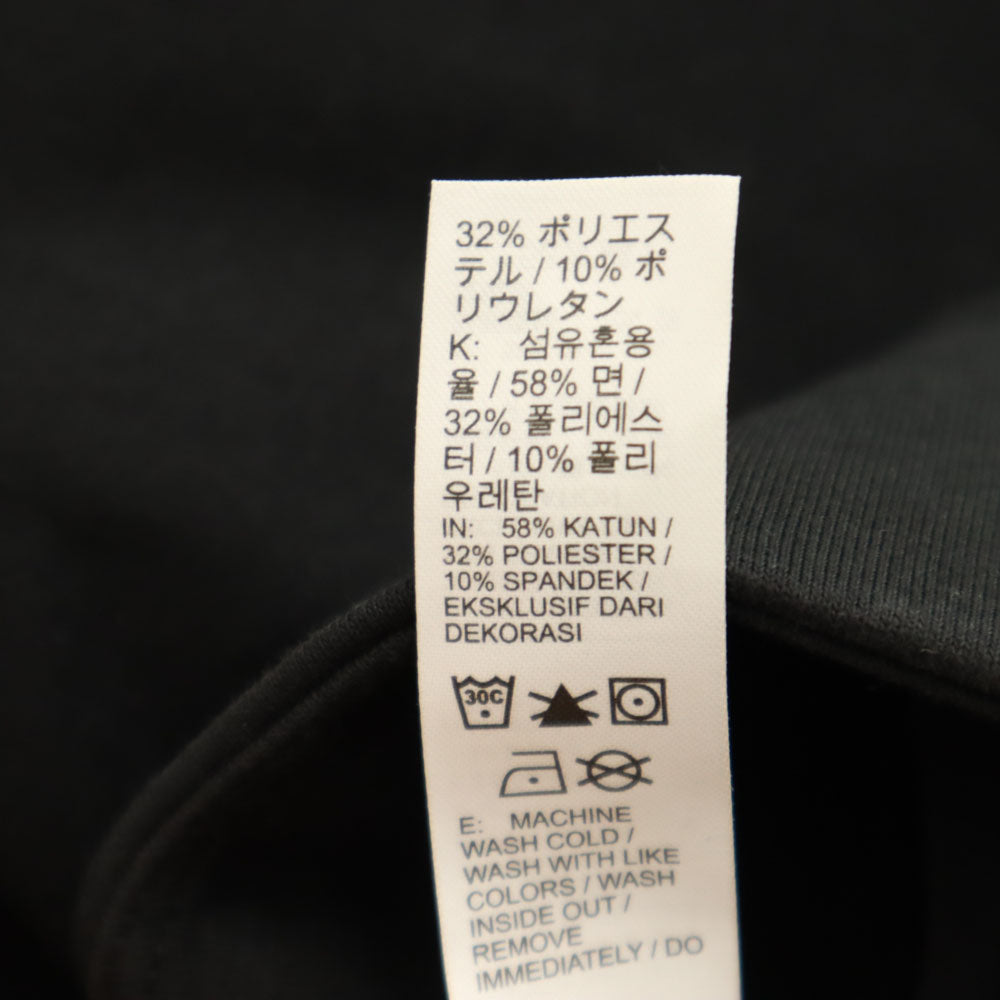 32% ポリエス
テル / 10% ポ
リウレタン
K: 섬유혼용
율 / 58% 면 /
32% 폴리에스
터 / 10% 폴리
우레탄
IN: 58% KATUN /
32% POLIESTER /
10% SPANDEK /
EKSKLUSIF DARI
DEKORASI
30C
E: MACHINE
WASH COLD /
WASH WITH LIKE
COLORS / WASH
INSIDE OUT /
REMOVE
IMMEDIATELY / DO